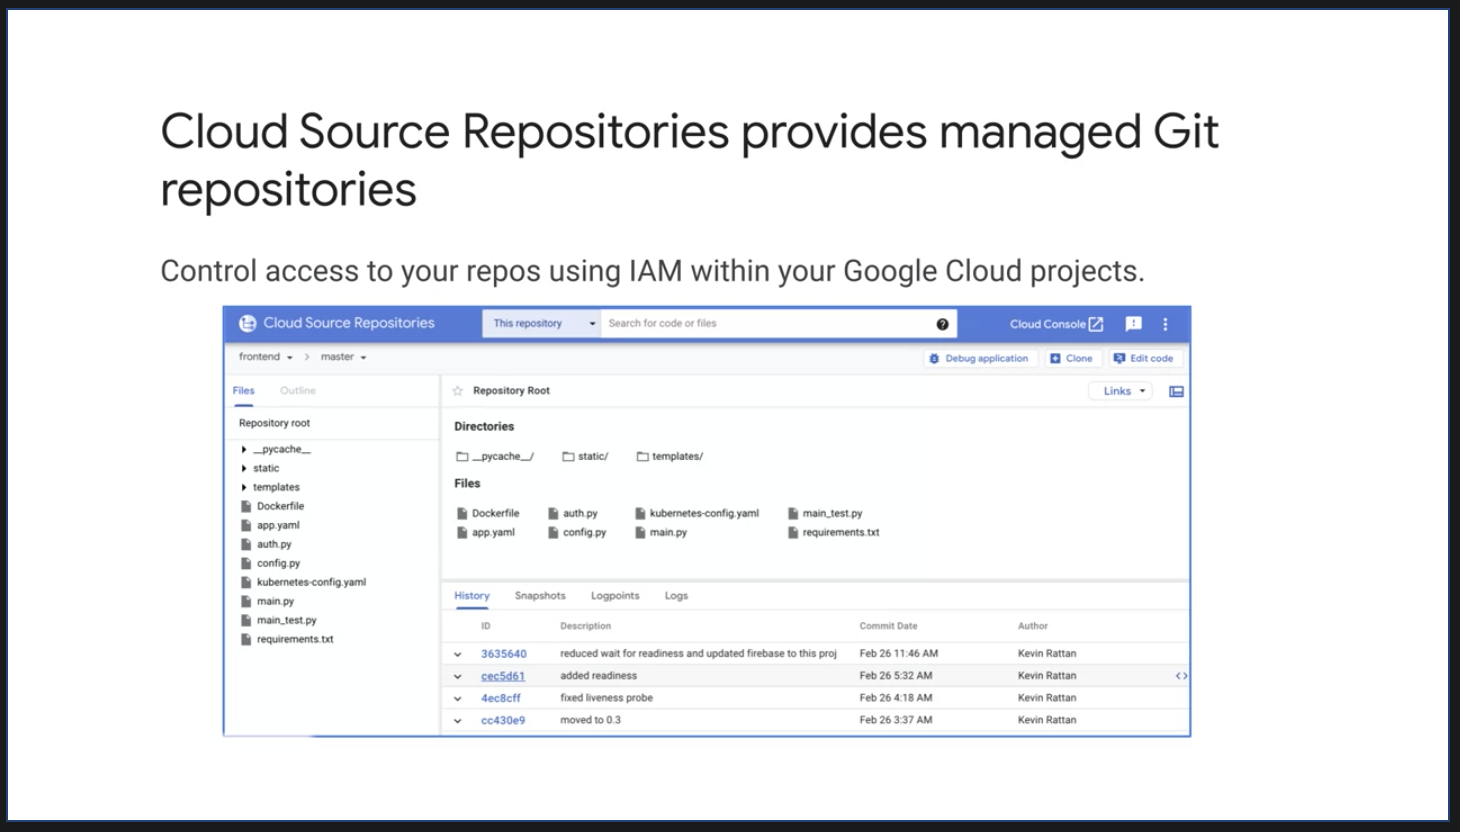 Cloud Source Repositories provides managed Git
repositories
Control access to your repos using IAM within your Google Cloud projects.
Cloud Source Repositories
This repository
Search for code or files
Cloud Console
frontend
master
Debug application
Clone
Edit code
Files
Outline
Repository root
__pycache__
static
templates
Dockerfile
app.yaml
auth.py
config.py
kubernetes-config.yaml
main.py
main_test.py
requirements.txt
Repository Root
Links
Directories
__pycache__/ static/ templates/
Files
Dockerfile auth.py kubernetes-config.yaml main_test.py
app.yaml config.py main.py requirements.txt
History Snapshots Logpoints Logs
ID Description Commit Date Author
3635640 reduced wait for readiness and updated firebase to this proj Feb 26 11:46 AM Kevin Rattan
cec5d61 added readiness Feb 26 5:32 AM Kevin Rattan
4ec8cff fixed liveness probe Feb 26 4:18 AM Kevin Rattan
cc430e9 moved to 0.3 Feb 26 3:37 AM Kevin Rattan